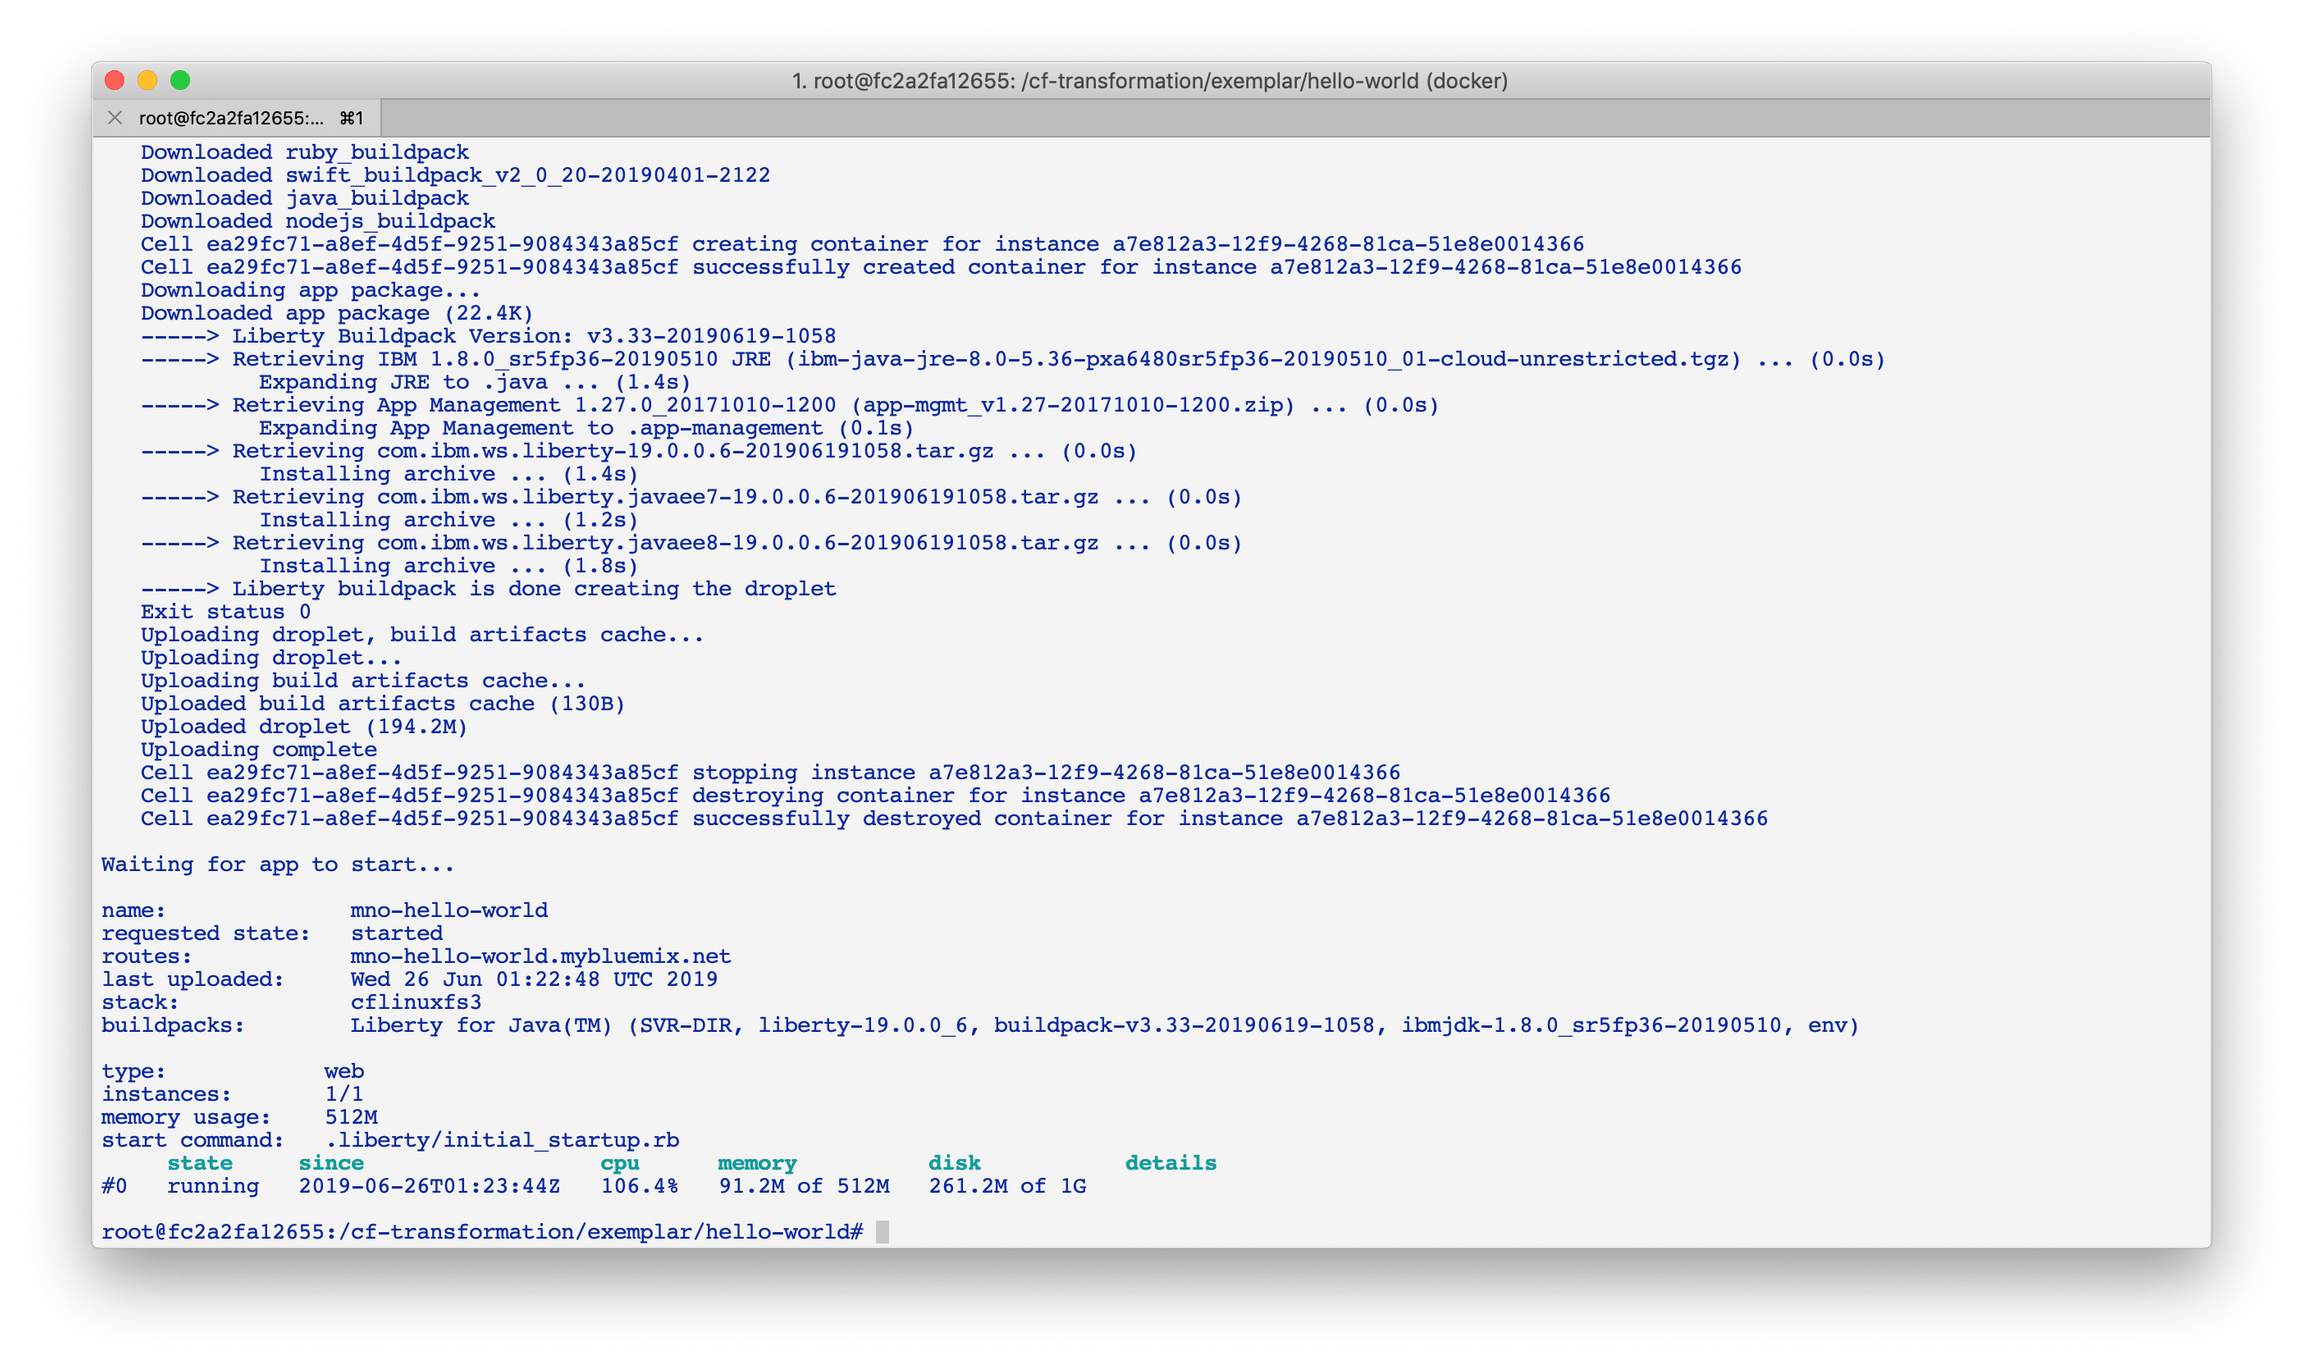 1. root@fc2a2fa12655: /cf-transformation/exemplar/hello-world (docker)
root@fc2a2fa12655:... ⌘1
Downloaded ruby_buildpack
Downloaded swift_buildpack_v2_0_20-20190401-2122
Downloaded java_buildpack
Downloaded nodejs_buildpack
Cell ea29fc71-a8ef-4d5f-9251-9084343a85cf creating container for instance a7e812a3-12f9-4268-81ca-51e8e0014366
Cell ea29fc71-a8ef-4d5f-9251-9084343a85cf successfully created container for instance a7e812a3-12f9-4268-81ca-51e8e0014366
Downloading app package...
Downloaded app package (22.4K)
-----> Liberty Buildpack Version: v3.33-20190619-1058
-----> Retrieving IBM 1.8.0_sr5fp36-20190510 JRE (ibm-java-jre-8.0-5.36-pxa6480sr5fp36-20190510_01-cloud-unrestricted.tgz) ... (0.0s)
Expanding JRE to .java ... (1.4s)
-----> Retrieving App Management 1.27.0_20171010-1200 (app-mgmt_v1.27-20171010-1200.zip) ... (0.0s)
Expanding App Management to .app-management (0.1s)
-----> Retrieving com.ibm.ws.liberty-19.0.0.6-201906191058.tar.gz ... (0.0s)
Installing archive ... (1.4s)
-----> Retrieving com.ibm.ws.liberty.javaee7-19.0.0.6-201906191058.tar.gz ... (0.0s)
Installing archive ... (1.2s)
-----> Retrieving com.ibm.ws.liberty.javaee8-19.0.0.6-201906191058.tar.gz ... (0.0s)
Installing archive ... (1.8s)
-----> Liberty buildpack is done creating the droplet
Exit status 0
Uploading droplet, build artifacts cache...
Uploading droplet...
Uploading build artifacts cache...
Uploaded build artifacts cache (130B)
Uploaded droplet (194.2M)
Uploading complete
Cell ea29fc71-a8ef-4d5f-9251-9084343a85cf stopping instance a7e812a3-12f9-4268-81ca-51e8e0014366
Cell ea29fc71-a8ef-4d5f-9251-9084343a85cf destroying container for instance a7e812a3-12f9-4268-81ca-51e8e0014366
Cell ea29fc71-a8ef-4d5f-9251-9084343a85cf successfully destroyed container for instance a7e812a3-12f9-4268-81ca-51e8e0014366
Waiting for app to start...
name: mno-hello-world
requested state: started
routes: mno-hello-world.mybluemix.net
last uploaded: Wed 26 Jun 01:22:48 UTC 2019
stack: cflinuxfs3
buildpacks: Liberty for Java(TM) (SVR-DIR, liberty-19.0.0_6, buildpack-v3.33-20190619-1058, ibmjdk-1.8.0_sr5fp36-20190510, env)
type: web
instances: 1/1
memory usage: 512M
start command: .liberty/initial_startup.rb
state since cpu memory disk details
#0 running 2019-06-26T01:23:44Z 106.4% 91.2M of 512M 261.2M of 1G
root@fc2a2fa12655:/cf-transformation/exemplar/hello-world#